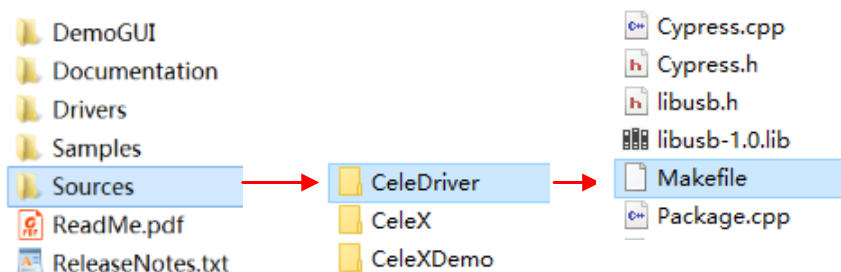 DemoGUI
Documentation
Drivers
Samples
Sources
ReadMe.pdf
ReleaseNotes.txt
CeleDriver
CeleX
CeleXDemo
Cypress.cpp
Cypress.h
libusb.h
libusb-1.0.lib
Makefile
Package.cpp